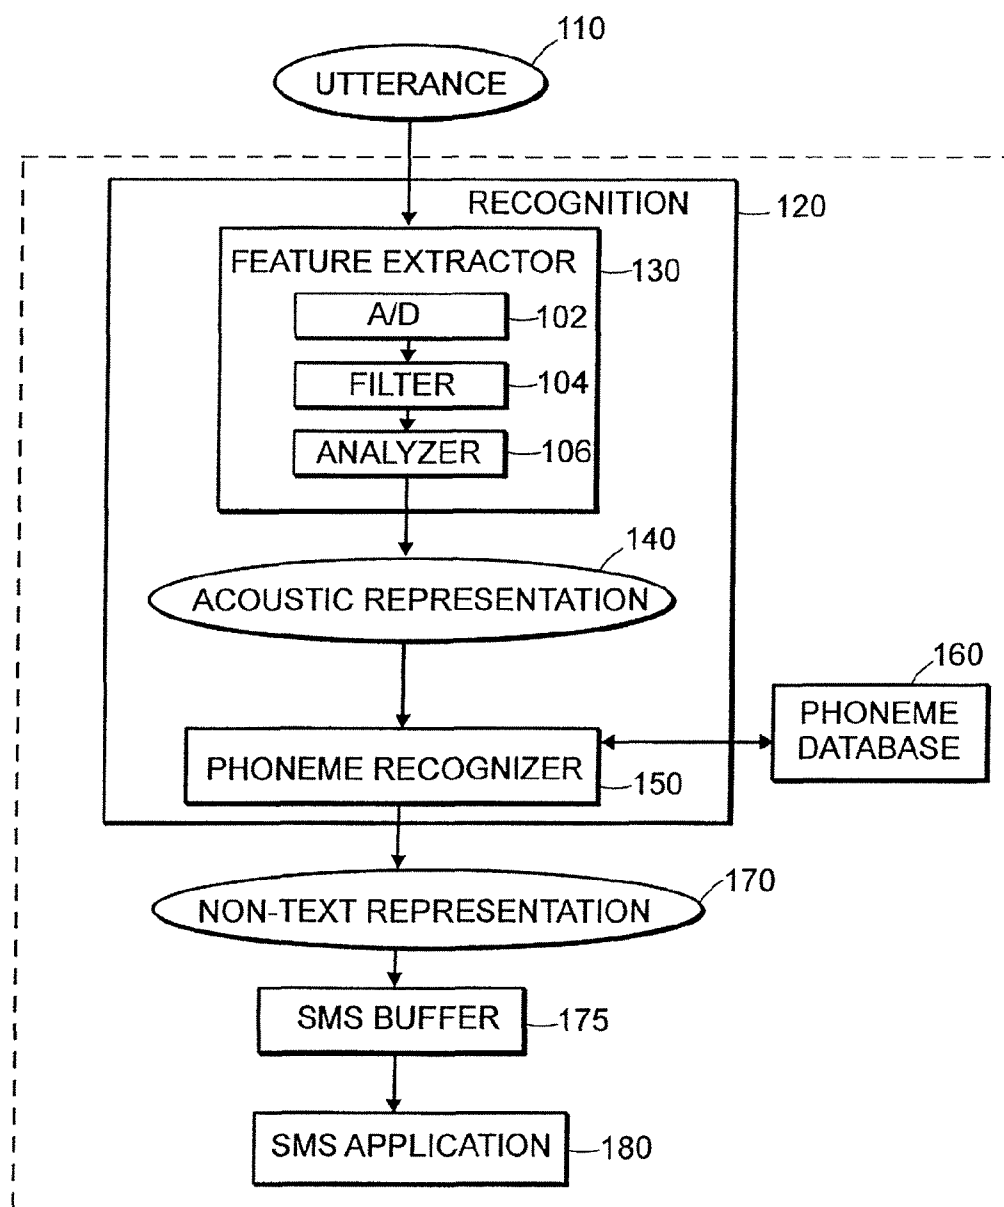 110
UTTERANCE
RECOGNITION
120
FEATURE EXTRACTOR
130
A/D
102
FILTER
104
ANALYZER
106
140
ACOUSTIC REPRESENTATION
160
PHONEME
DATABASE
PHONEME RECOGNIZER
150
170
NON-TEXT REPRESENTATION
SMS BUFFER
175
SMS APPLICATION
180